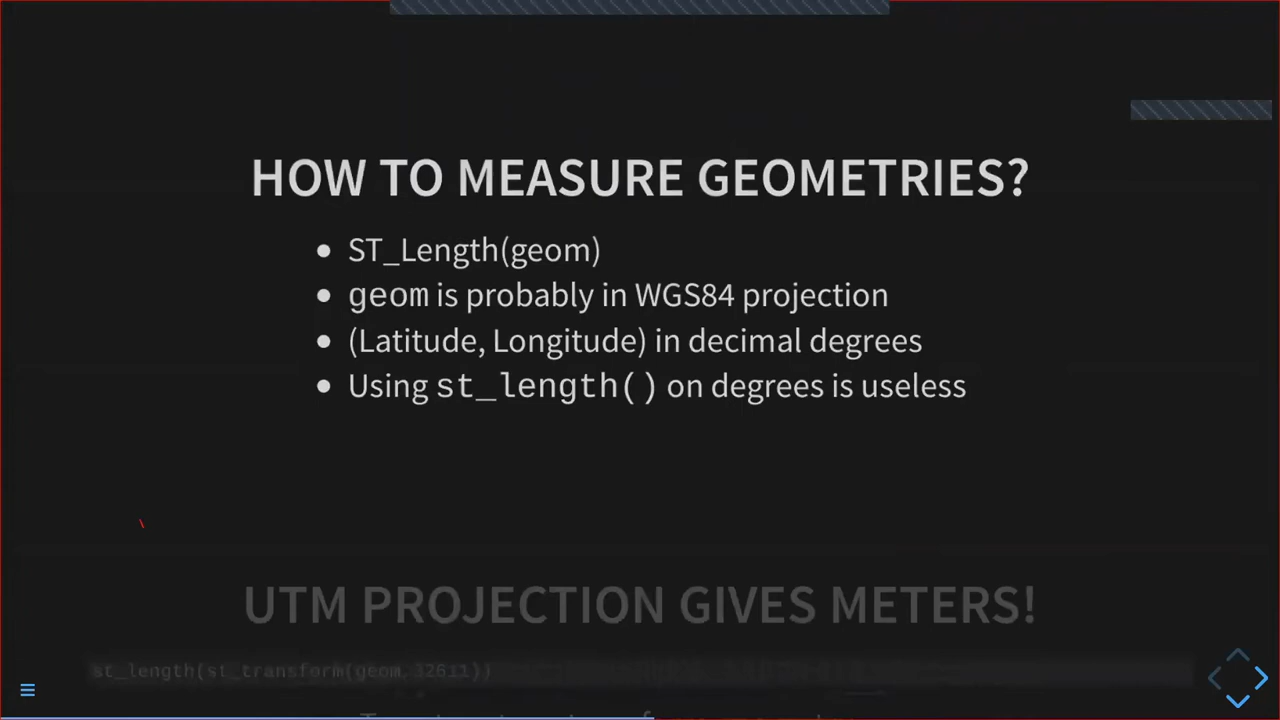 HOW TO MEASURE GEOMETRIES?
● ST_Length(geom)
● geom is probably in WGS84 projection
● (Latitude, Longitude) in decimal degrees
● Using st_length() on degrees is useless
UTM PROJECTION GIVES METERS!
st_length(st_transform(geom,32611))